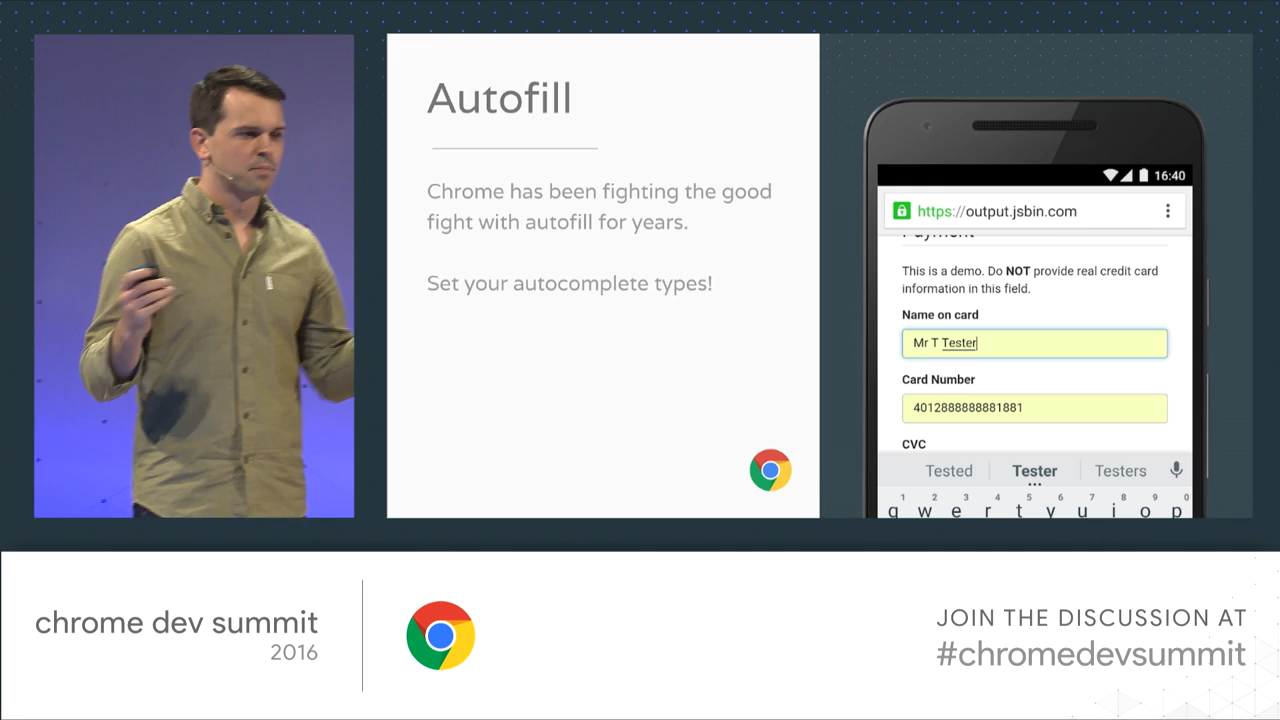 Autofill
Chrome has been fighting the good
fight with autofill for years.
Set your autocomplete types!
16:40
https://output.jsbin.com
Payment
This is a demo. Do NOT provide real credit card
information in this field.
Name on card
Mr T Tester
Card Number
4012888888881881
CVC
Tested Tester Testers
1 2 3 4 5 6 7 8 9 0
q w e r t y u i o p
chrome dev summit
2016
JOIN THE DISCUSSION AT
#chromedevsummit